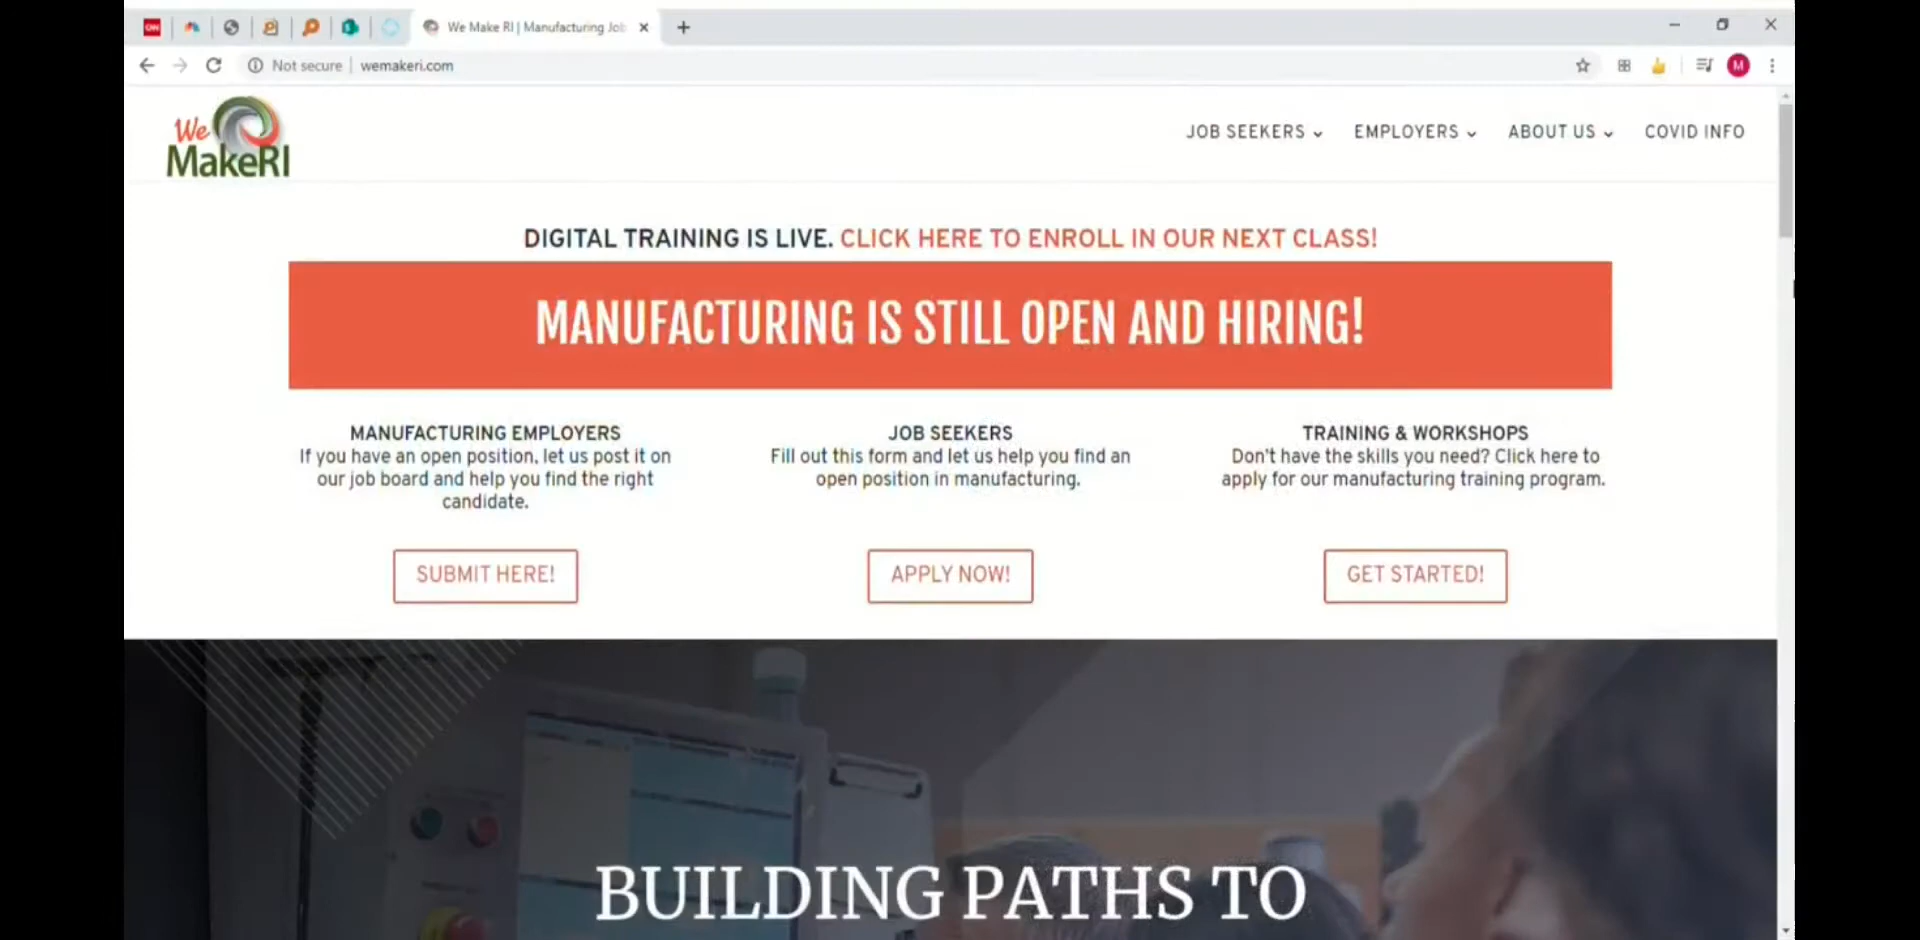 CNN
We Make RI | Manufacturing Job
Not secure | wemakeri.com
M
We
MakeRI
JOB SEEKERS
EMPLOYERS
ABOUT US
COVID INFO
DIGITAL TRAINING IS LIVE. CLICK HERE TO ENROLL IN OUR NEXT CLASS!
MANUFACTURING IS STILL OPEN AND HIRING!
MANUFACTURING EMPLOYERS
If you have an open position, let us post it on
our job board and help you find the right
candidate.
SUBMIT HERE!
JOB SEEKERS
Fill out this form and let us help you find an
open position in manufacturing.
APPLY NOW!
TRAINING & WORKSHOPS
Don't have the skills you need? Click here to
apply for our manufacturing training program.
GET STARTED!
BUILDING PATHS TO